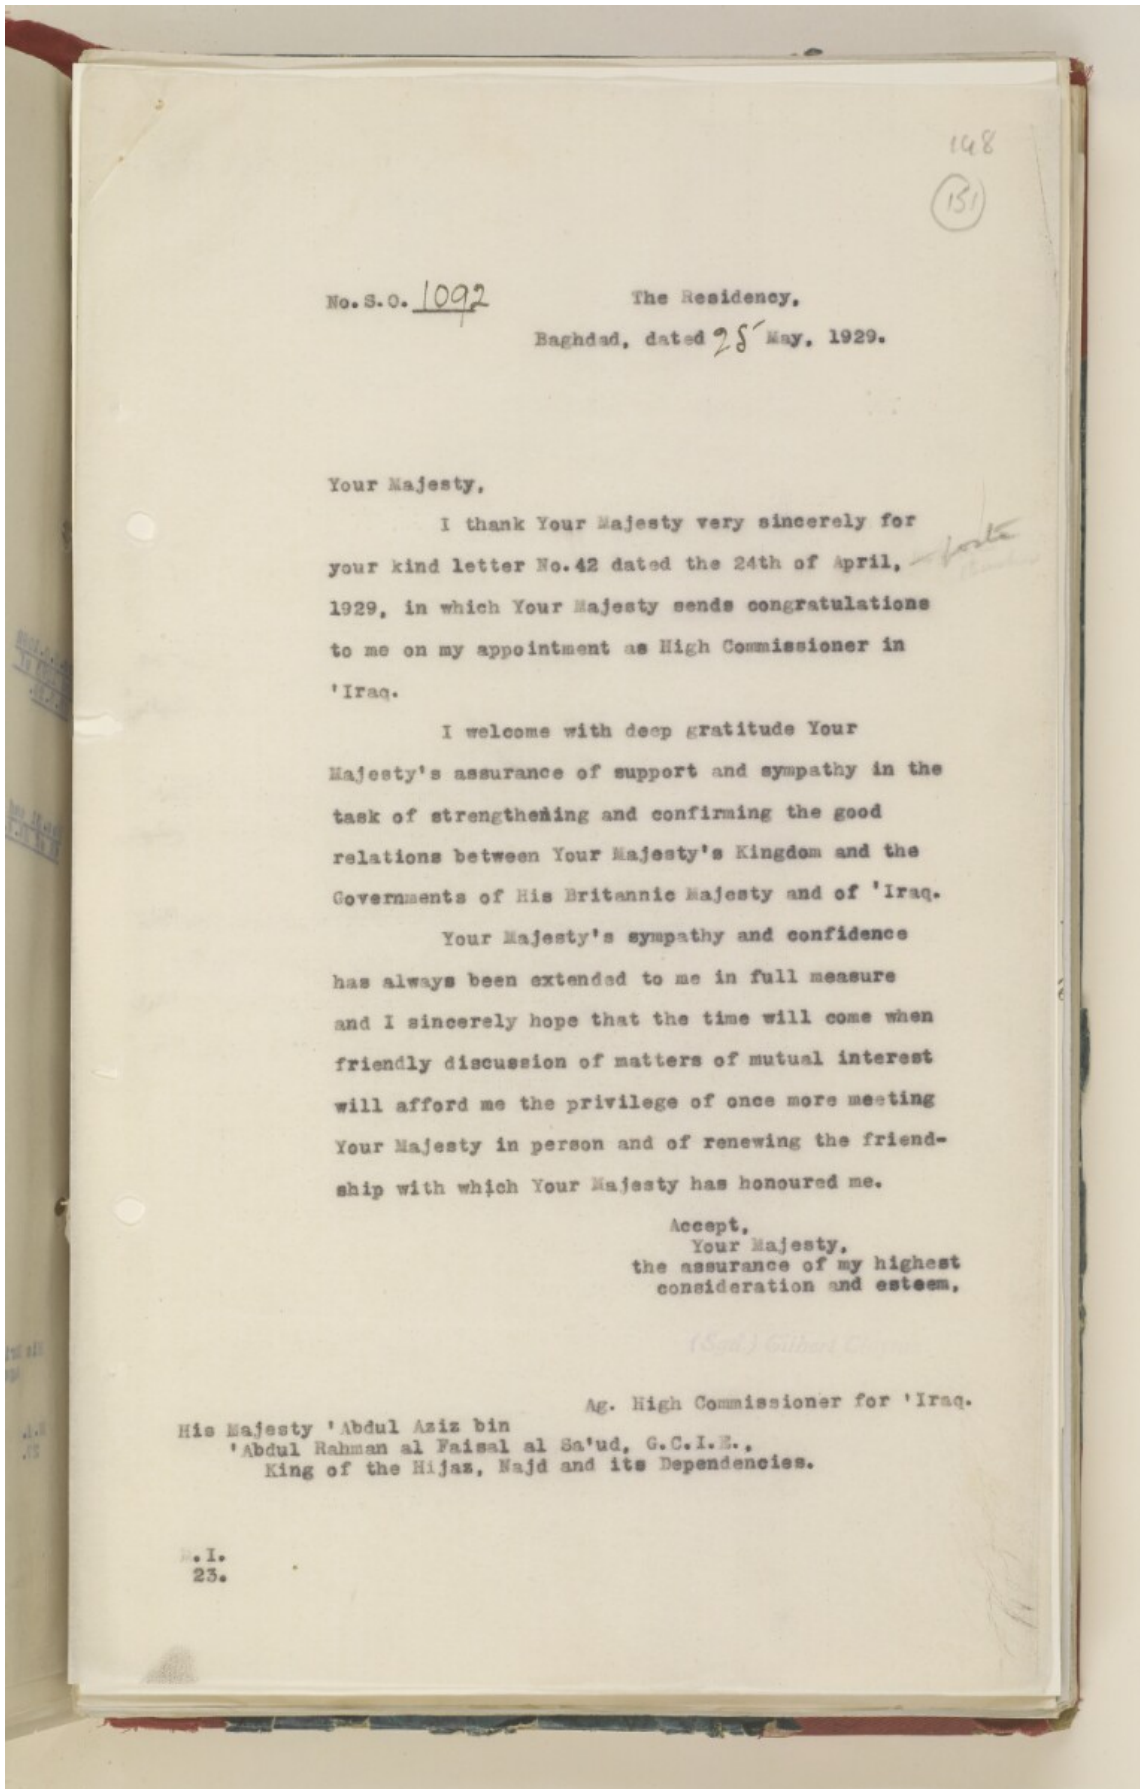 148
151
No. S.O. 1092
The Residency,
Baghdad, dated 25 May, 1929.
Your Majesty,
I thank Your Majesty very sincerely for
your kind letter No.42 dated the 24th of April,
1929, in which Your Majesty sends congratulations
to me on my appointment as High Commissioner in
'Iraq.
I welcome with deep gratitude Your
Majesty's assurance of support and sympathy in the
task of strengthening and confirming the good
relations between Your Majesty's Kingdom and the
Governments of His Britannic Majesty and of 'Iraq.
Your Majesty's sympathy and confidence
has always been extended to me in full measure
and I sincerely hope that the time will come when
friendly discussion of matters of mutual interest
will afford me the privilege of once more meeting
Your Majesty in person and of renewing the friend-
ship with which Your Majesty has honoured me.
Accept,
Your Majesty,
the assurance of my highest
consideration and esteem,
(Sgd.) Gilbert Clayton
Ag. High Commissioner for 'Iraq.
His Majesty 'Abdul Aziz bin
'Abdul Rahman al Faisal al Sa'ud, G.C.I.E.,
King of the Hijaz, Najd and its Dependencies.
.I.
23.